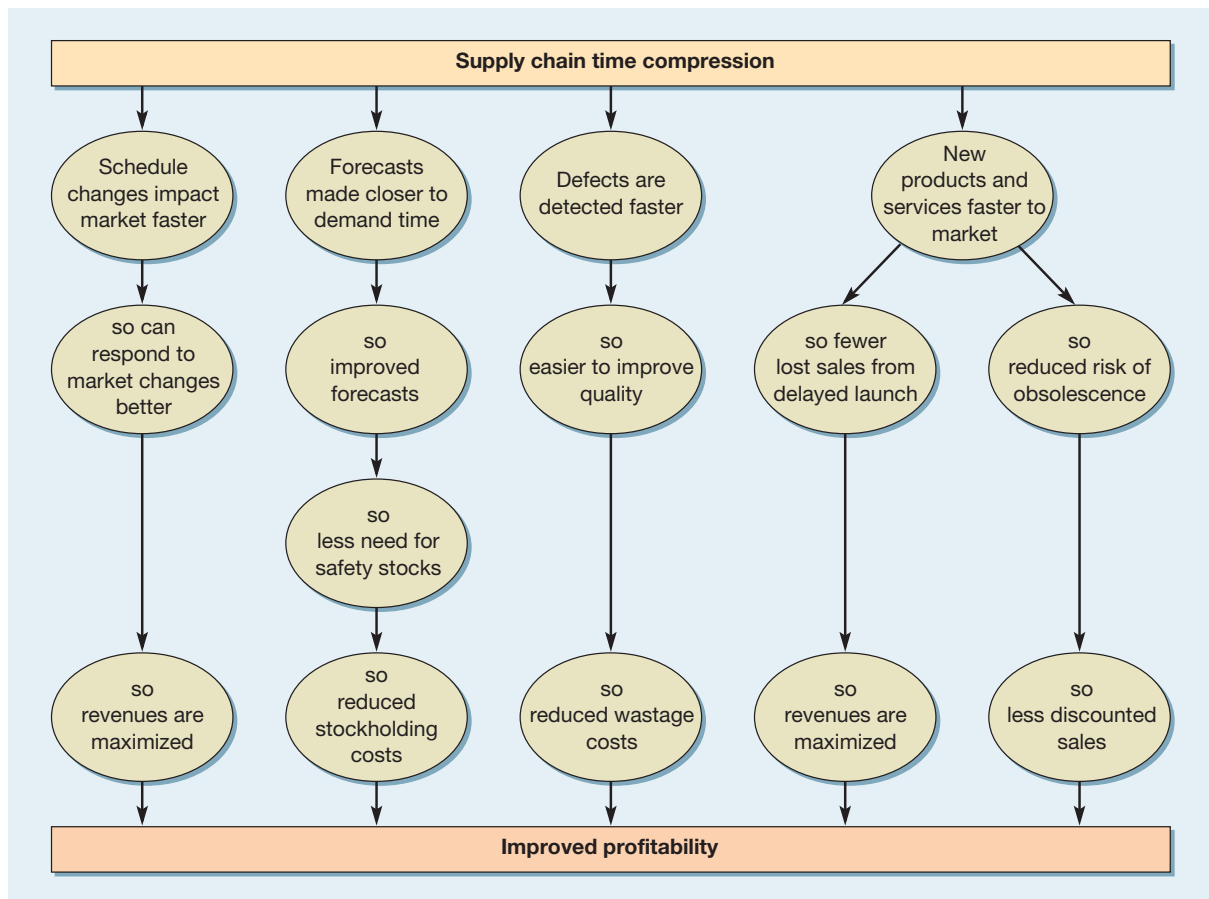 Supply chain time compression
Schedule
changes impact
market faster
Forecasts
made closer to
demand time
Defects are
detected faster
New
products and
services faster to
market
so can
respond to
market changes
better
so
improved
forecasts
so
easier to improve
quality
so fewer
lost sales from
delayed launch
so
reduced risk of
obsolescence
so
less need for
safety stocks
so
revenues are
maximized
so
reduced
stockholding
costs
so
reduced wastage
costs
so
revenues are
maximized
so
less discounted
sales
Improved profitability